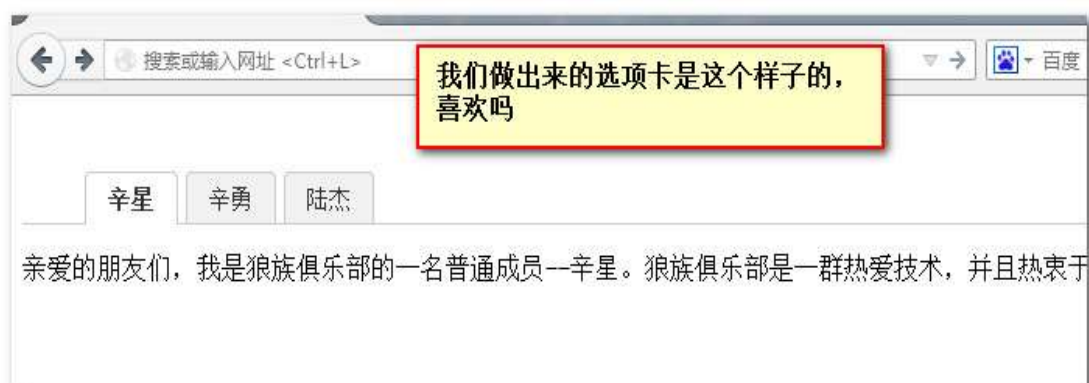 搜索或输入网址 <Ctrl+L>
百度
我们做出来的选项卡是这个样子的，
喜欢吗
辛星
辛勇
陆杰
亲爱的朋友们，我是狼族俱乐部的一名普通成员--辛星。狼族俱乐部是一群热爱技术，并且热衷于